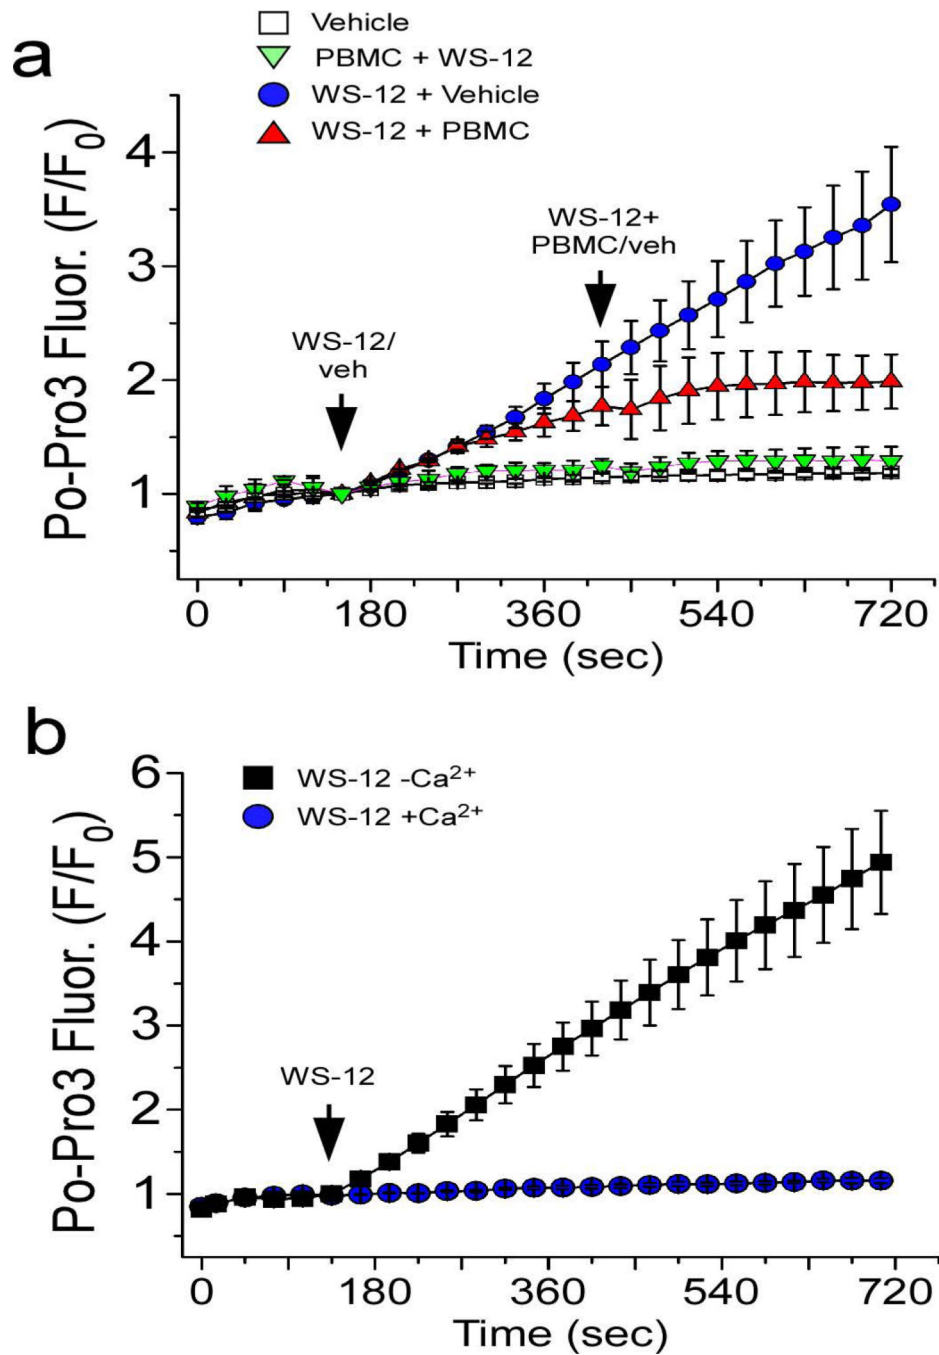 a
Vehicle
PBMC + WS-12
WS-12 + Vehicle
WS-12 + PBMC
Po-Pro3 Fluor. (F/F0)
4
3
2
1
WS-12/
veh
WS-12+
PBMC/veh
0 180 360 540 720
Time (sec)
b
WS-12 -Ca2+
WS-12 +Ca2+
Po-Pro3 Fluor. (F/F0)
6
5
4
3
2
1
WS-12
0 180 360 540 720
Time (sec)